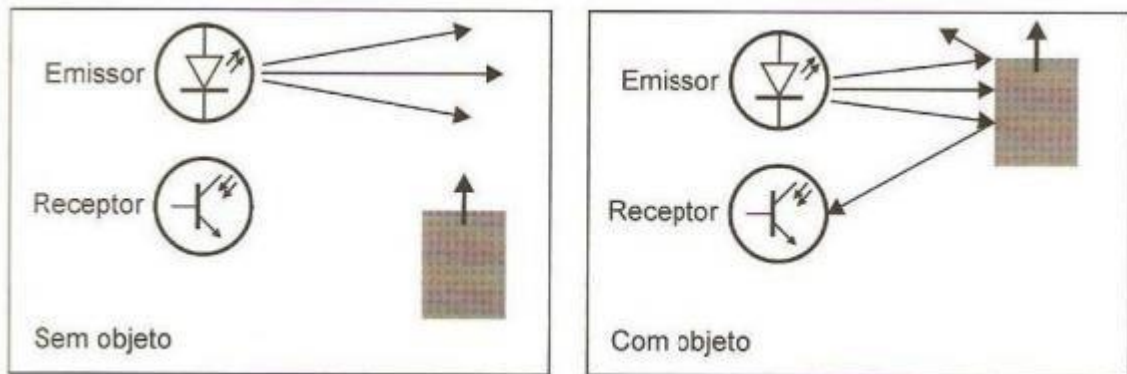 Emissor
Receptor
Sem objeto
Emissor
Receptor
Com objeto